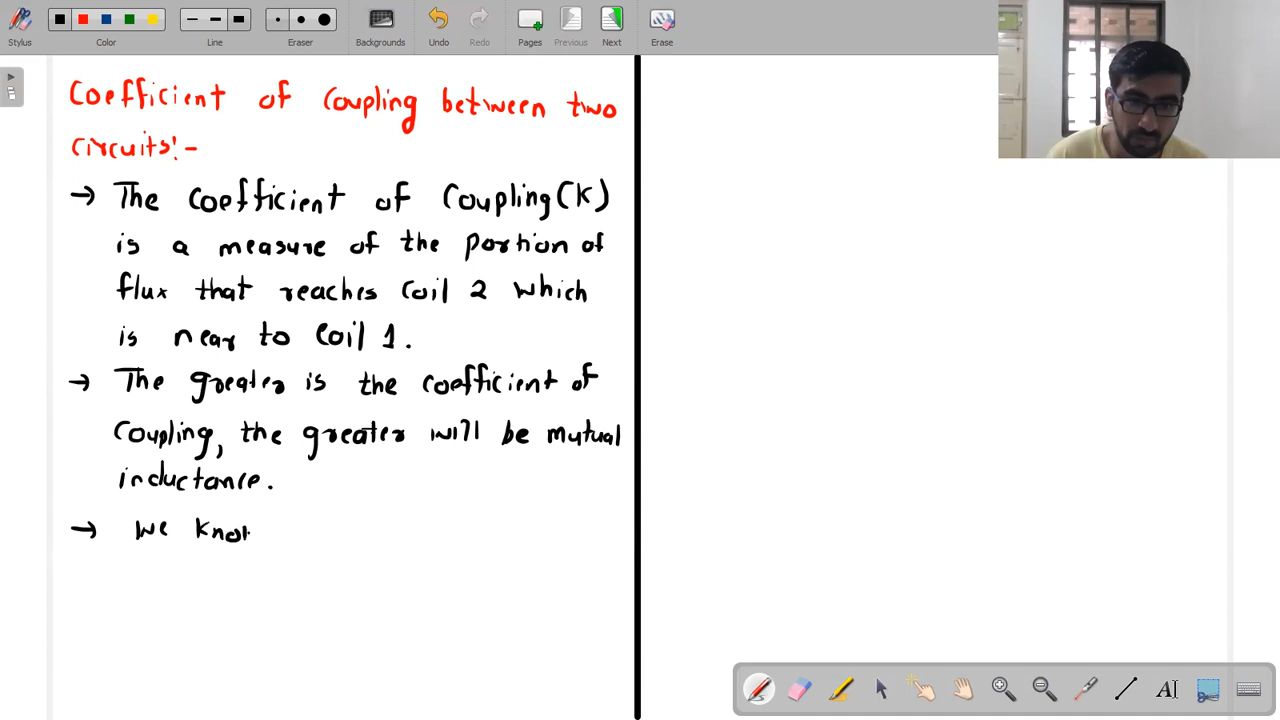 Stylus
Color
Line
Eraser
Backgrounds
Undo
Redo
Pages
Previous
Next
Erase
Coefficient of Coupling between two
circuits:-
→ The coefficient of Coupling (K)
is a measure of the portion of
flux that reaches Coil 2 which
is near to Coil 1.
→ The greater is the coefficient of
Coupling, the greater will be mutual
inductance.
→ We know